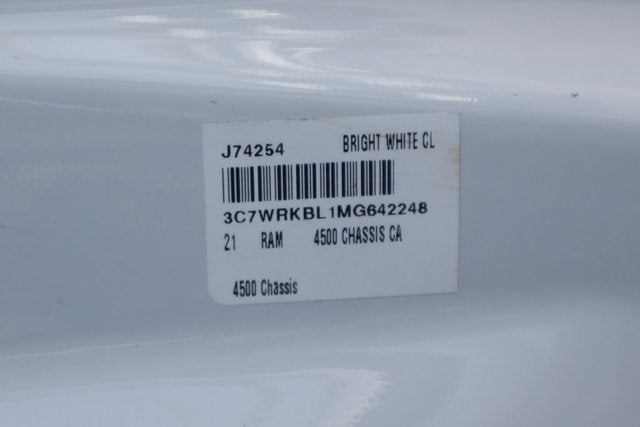 J74254 BRIGHT WHITE CL
3C7WRKBL1MG642248
21 RAM 4500 CHASSIS CA
4500 Chassis